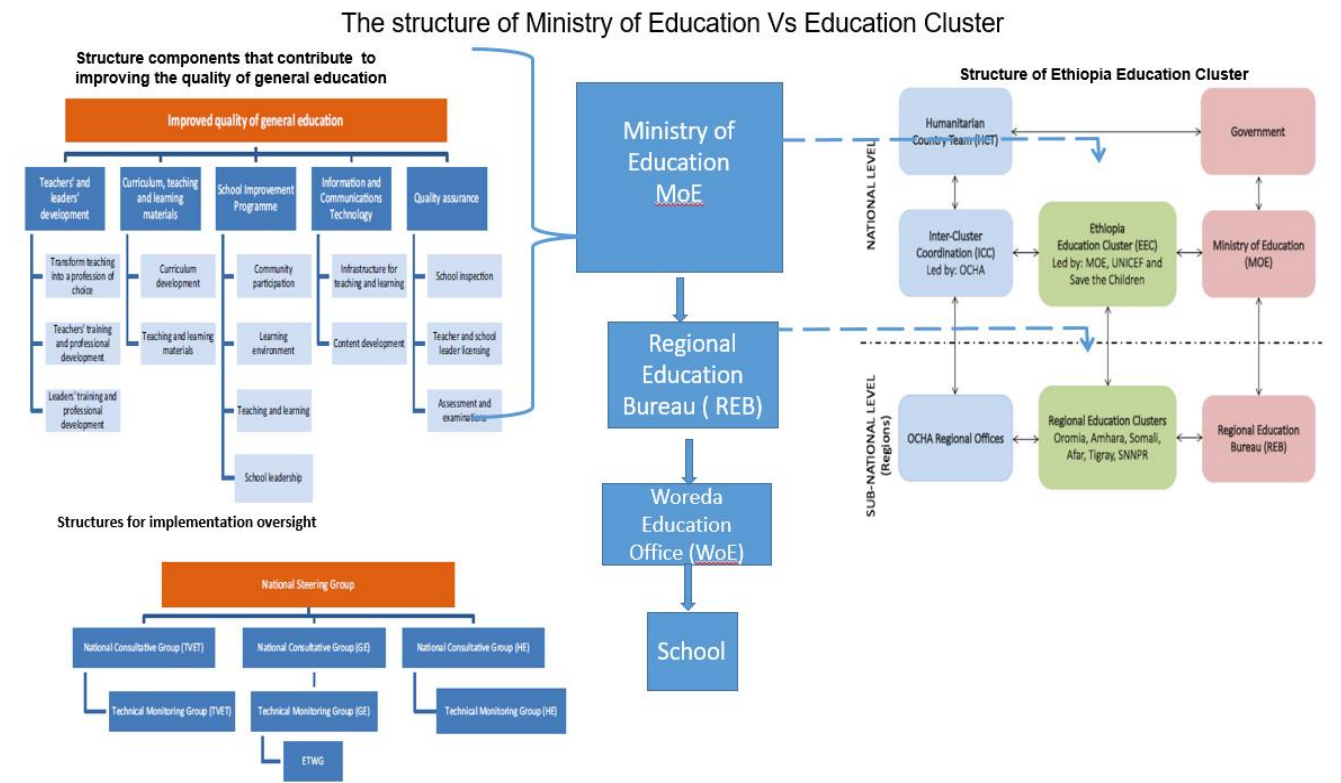 The structure of Ministry of Education Vs Education Cluster
Structure components that contribute to
improving the quality of general education
Improved quality of general education
Teachers' and
leaders'
development
Curriculum, teaching
and learning
materials
School Improvement
Programme
Information and
Communications
Technology
Quality assurance
Transform teaching
into a profession of
choice
Teachers' training
and professional
development
Leaders' training and
professional
development
Curriculum
development
Teaching and learning
materials
Community
participation
Learning
environment
Teaching and learning
School leadership
Infrastructure for
teaching and learning
Content development
School inspection
Teacher and school
leader licensing
Assessment and
examinations
Structures for implementation oversight
National Steering Group
National Consultative Group (TVET)
National Consultative Group (GE)
National Consultative Group (HE)
Technical Monitoring Group (TVET)
Technical Monitoring Group (GE)
Technical Monitoring Group (HE)
ETWG
Ministry of
Education
MoE
Regional
Education
Bureau ( REB)
Woreda
Education
Office (WoE)
School
Structure of Ethiopia Education Cluster
NATIONAL LEVEL
Humanitarian
Country Team (HCT)
Government
Inter-Cluster
Coordination (ICC)
Led by: OCHA
Ethiopia
Education Cluster (EEC)
Led by: MOE, UNICEF and
Save the Children
Ministry of Education
(MOE)
SUB-NATIONAL LEVEL
(Regions)
OCHA Regional Offices
Regional Education Clusters
Oromia, Amhara, Somali,
Afar, Tigray, SNNPR
Regional Education
Bureau (REB)